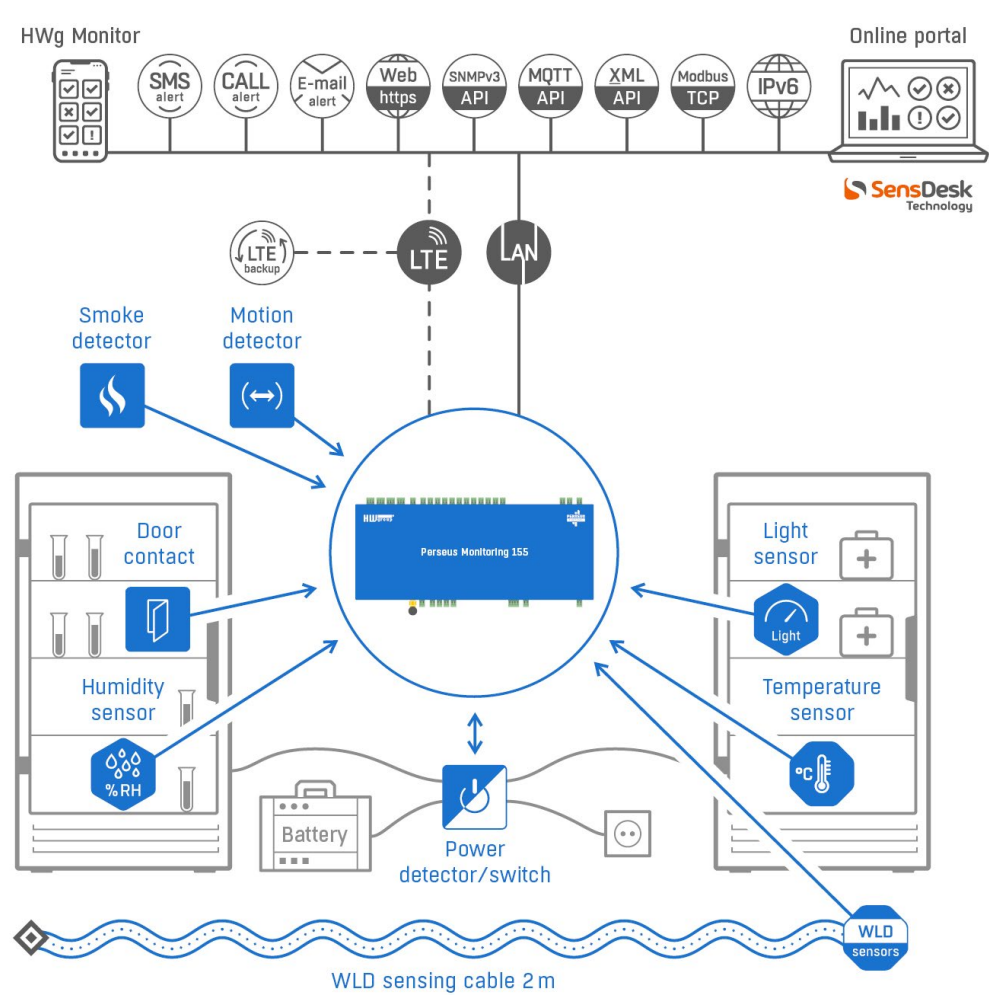 HWg Monitor
Online portal
SMS
alert
CALL
alert
E-mail
alert
Web
https
SNMPv3
API
MQTT
API
XML
API
Modbus
TCP
IPv6
SensDesk
Technology
LTE
backup
LTE
LAN
Smoke
detector
Motion
detector
Perseus Monitoring 155
Door
contact
Light
sensor
Light
Humidity
sensor
% RH
Temperature
sensor
°C
Battery
Power
detector/switch
WLD
sensors
WLD sensing cable 2 m